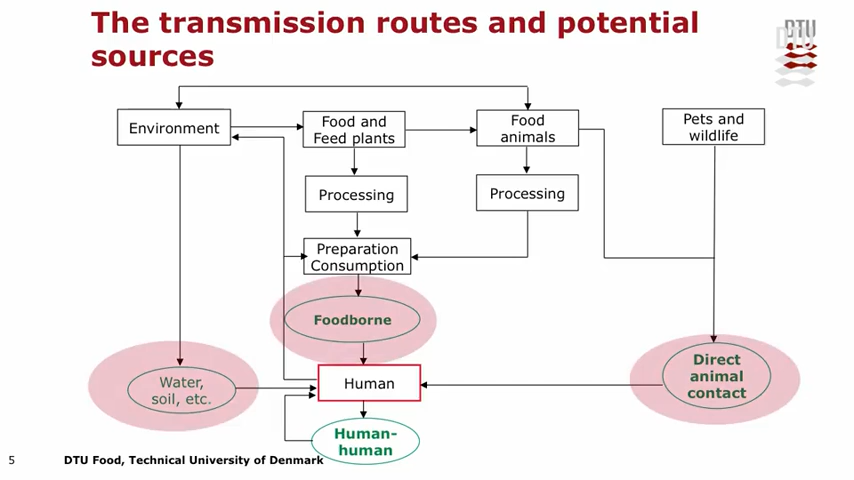 The transmission routes and potential
sources
DTU
Environment
Food and
Feed plants
Food
animals
Pets and
wildlife
Processing
Processing
Preparation
Consumption
Foodborne
Water,
soil, etc.
Human
Direct
animal
contact
Human-
human
5 DTU Food, Technical University of Denmark